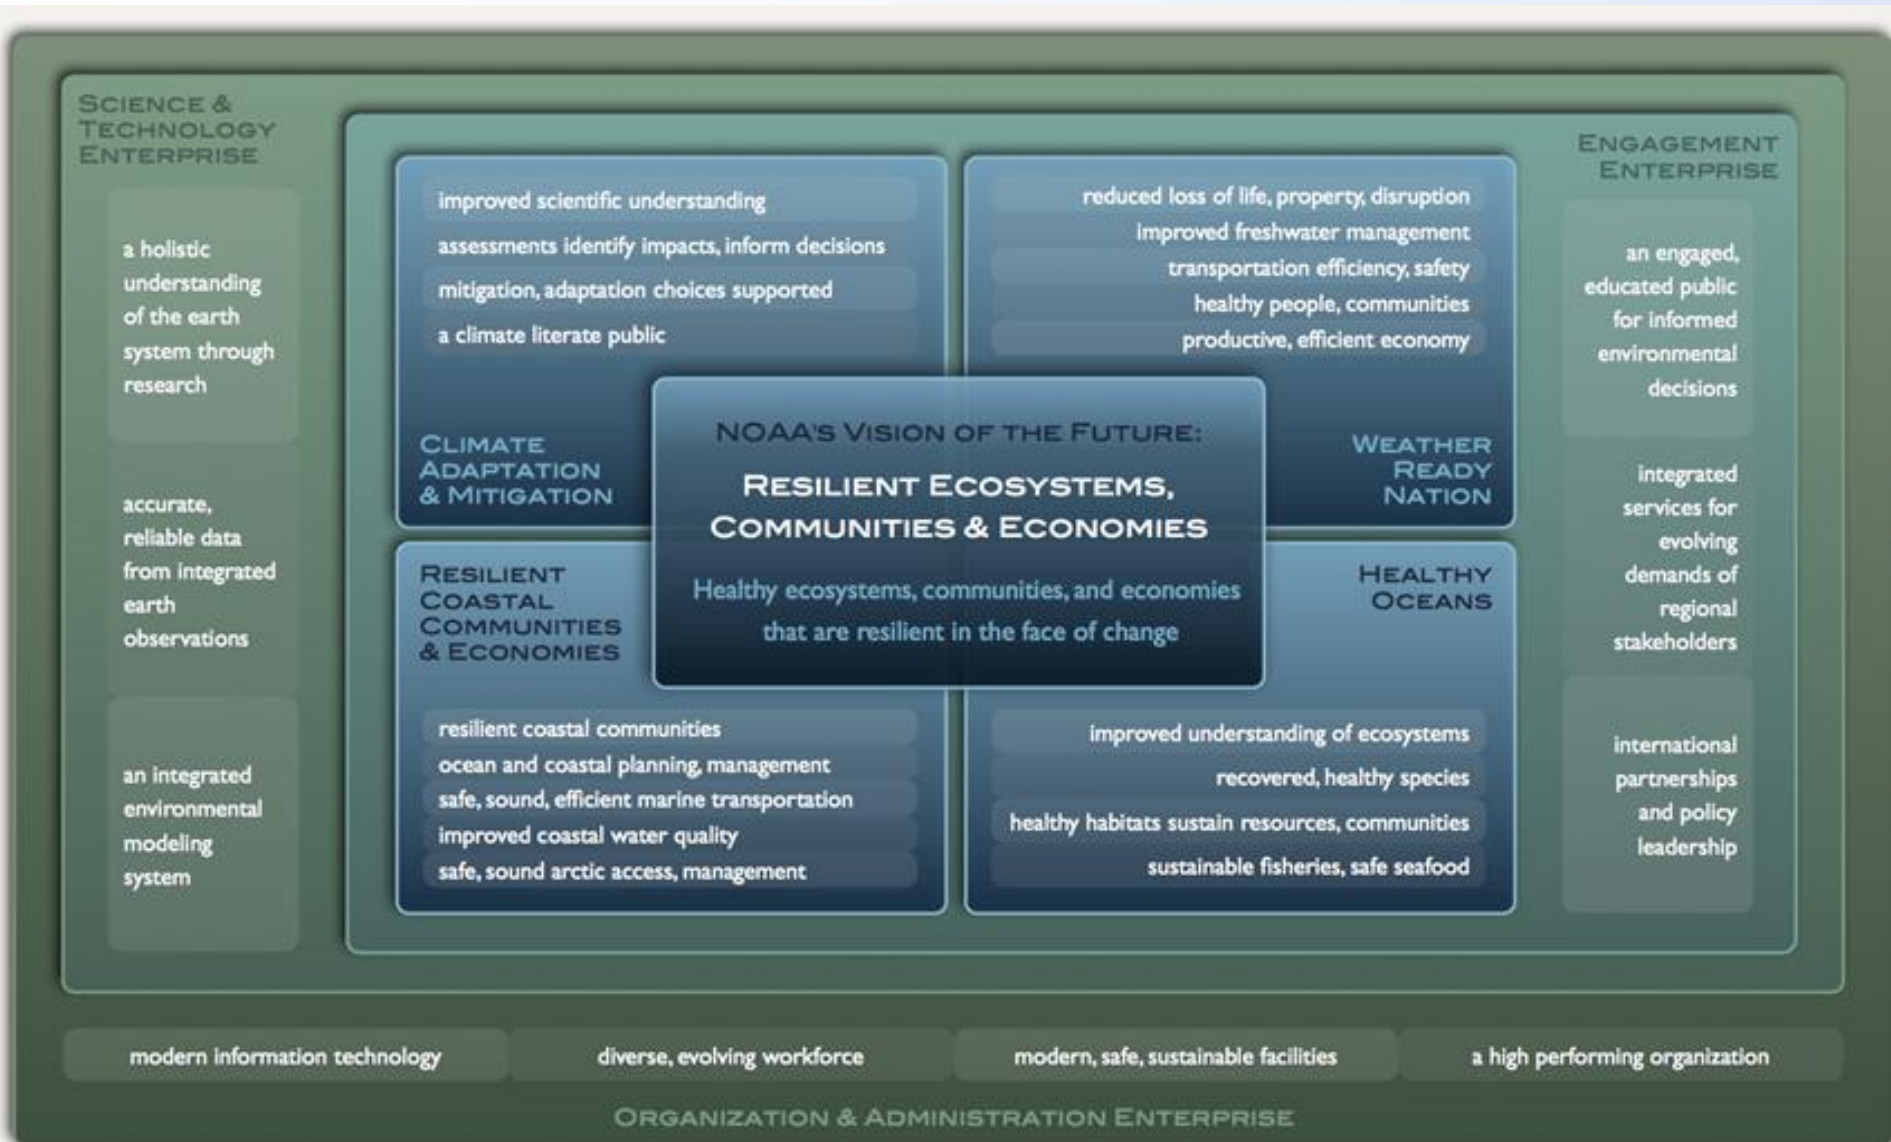 SCIENCE &
TECHNOLOGY
ENTERPRISE
a holistic
understanding
of the earth
system through
research
accurate,
reliable data
from integrated
earth
observations
an integrated
environmental
modeling
system
improved scientific understanding
assessments identify impacts, inform decisions
mitigation, adaptation choices supported
a climate literate public
CLIMATE
ADAPTATION
& MITIGATION
reduced loss of life, property, disruption
improved freshwater management
transportation efficiency, safety
healthy people, communities
productive, efficient economy
WEATHER
READY
NATION
NOAA'S VISION OF THE FUTURE:
RESILIENT ECOSYSTEMS,
COMMUNITIES & ECONOMIES
Healthy ecosystems, communities, and economies
that are resilient in the face of change
RESILIENT
COASTAL
COMMUNITIES
& ECONOMIES
resilient coastal communities
ocean and coastal planning, management
safe, sound, efficient marine transportation
improved coastal water quality
safe, sound arctic access, management
HEALTHY
OCEANS
improved understanding of ecosystems
recovered, healthy species
healthy habitats sustain resources, communities
sustainable fisheries, safe seafood
ENGAGEMENT
ENTERPRISE
an engaged,
educated public
for informed
environmental
decisions
integrated
services for
evolving
demands of
regional
stakeholders
international
partnerships
and policy
leadership
modern information technology
diverse, evolving workforce
modern, safe, sustainable facilities
a high performing organization
ORGANIZATION & ADMINISTRATION ENTERPRISE